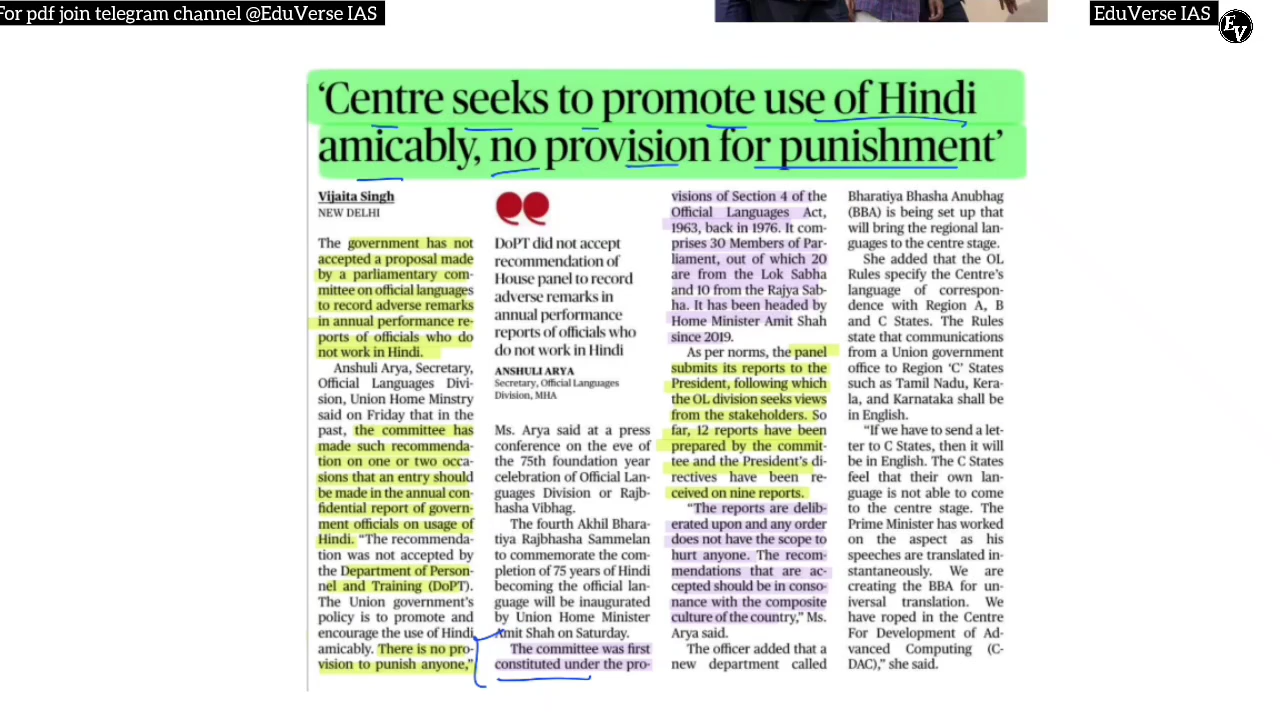 For pdf join telegram channel @EduVerse IAS
EduVerse IAS
EV
‘Centre seeks to promote use of Hindi
amicably, no provision for punishment’
Vijaita Singh
NEW DELHI
The government has not
accepted a proposal made
by a parliamentary com-
mittee on official languages
to record adverse remarks
in annual performance re-
ports of officials who do
not work in Hindi.
Anshuli Arya, Secretary,
Official Languages Divi-
sion, Union Home Minstry
said on Friday that in the
past, the committee has
made such recommenda-
tion on one or two occa-
sions that an entry should
be made in the annual con-
fidential report of govern-
ment officials on usage of
Hindi. “The recommenda-
tion was not accepted by
the Department of Person-
nel and Training (DoPT).
The Union government’s
policy is to promote and
encourage the use of Hindi
amicably. There is no pro-
vision to punish anyone,”
DoPT did not accept
recommendation of
House panel to record
adverse remarks in
annual performance
reports of officials who
do not work in Hindi
ANSHULI ARYA
Secretary, Official Languages
Division, MHA
Ms. Arya said at a press
conference on the eve of
the 75th foundation year
celebration of Official Lan-
guages Division or Rajb-
hasha Vibhag.
The fourth Akhil Bhara-
tiya Rajbhasha Sammelan
to commemorate the com-
pletion of 75 years of Hindi
becoming the official lan-
guage will be inaugurated
by Union Home Minister
Amit Shah on Saturday.
The committee was first
constituted under the pro-
visions of Section 4 of the
Official Languages Act,
1963, back in 1976. It com-
prises 30 Members of Par-
liament, out of which 20
are from the Lok Sabha
and 10 from the Rajya Sab-
ha. It has been headed by
Home Minister Amit Shah
since 2019.
As per norms, the panel
submits its reports to the
President, following which
the OL division seeks views
from the stakeholders. So
far, 12 reports have been
prepared by the commit-
tee and the President’s di-
rectives have been re-
ceived on nine reports.
“The reports are delib-
erated upon and any order
does not have the scope to
hurt anyone. The recom-
mendations that are ac-
cepted should be in conso-
nance with the composite
culture of the country,” Ms.
Arya said.
The officer added that a
new department called
Bharatiya Bhasha Anubhag
(BBA) is being set up that
will bring the regional lan-
guages to the centre stage.
She added that the OL
Rules specify the Centre’s
language of correspon-
dence with Region A, B
and C States. The Rules
state that communications
from a Union government
office to Region ‘C’ States
such as Tamil Nadu, Kera-
la, and Karnataka shall be
in English.
“If we have to send a let-
ter to C States, then it will
be in English. The C States
feel that their own lan-
guage is not able to come
to the centre stage. The
Prime Minister has worked
on the aspect as his
speeches are translated in-
stantaneously. We are
creating the BBA for un-
iversal translation. We
have roped in the Centre
For Development of Ad-
vanced Computing (C-
DAC),” she said.